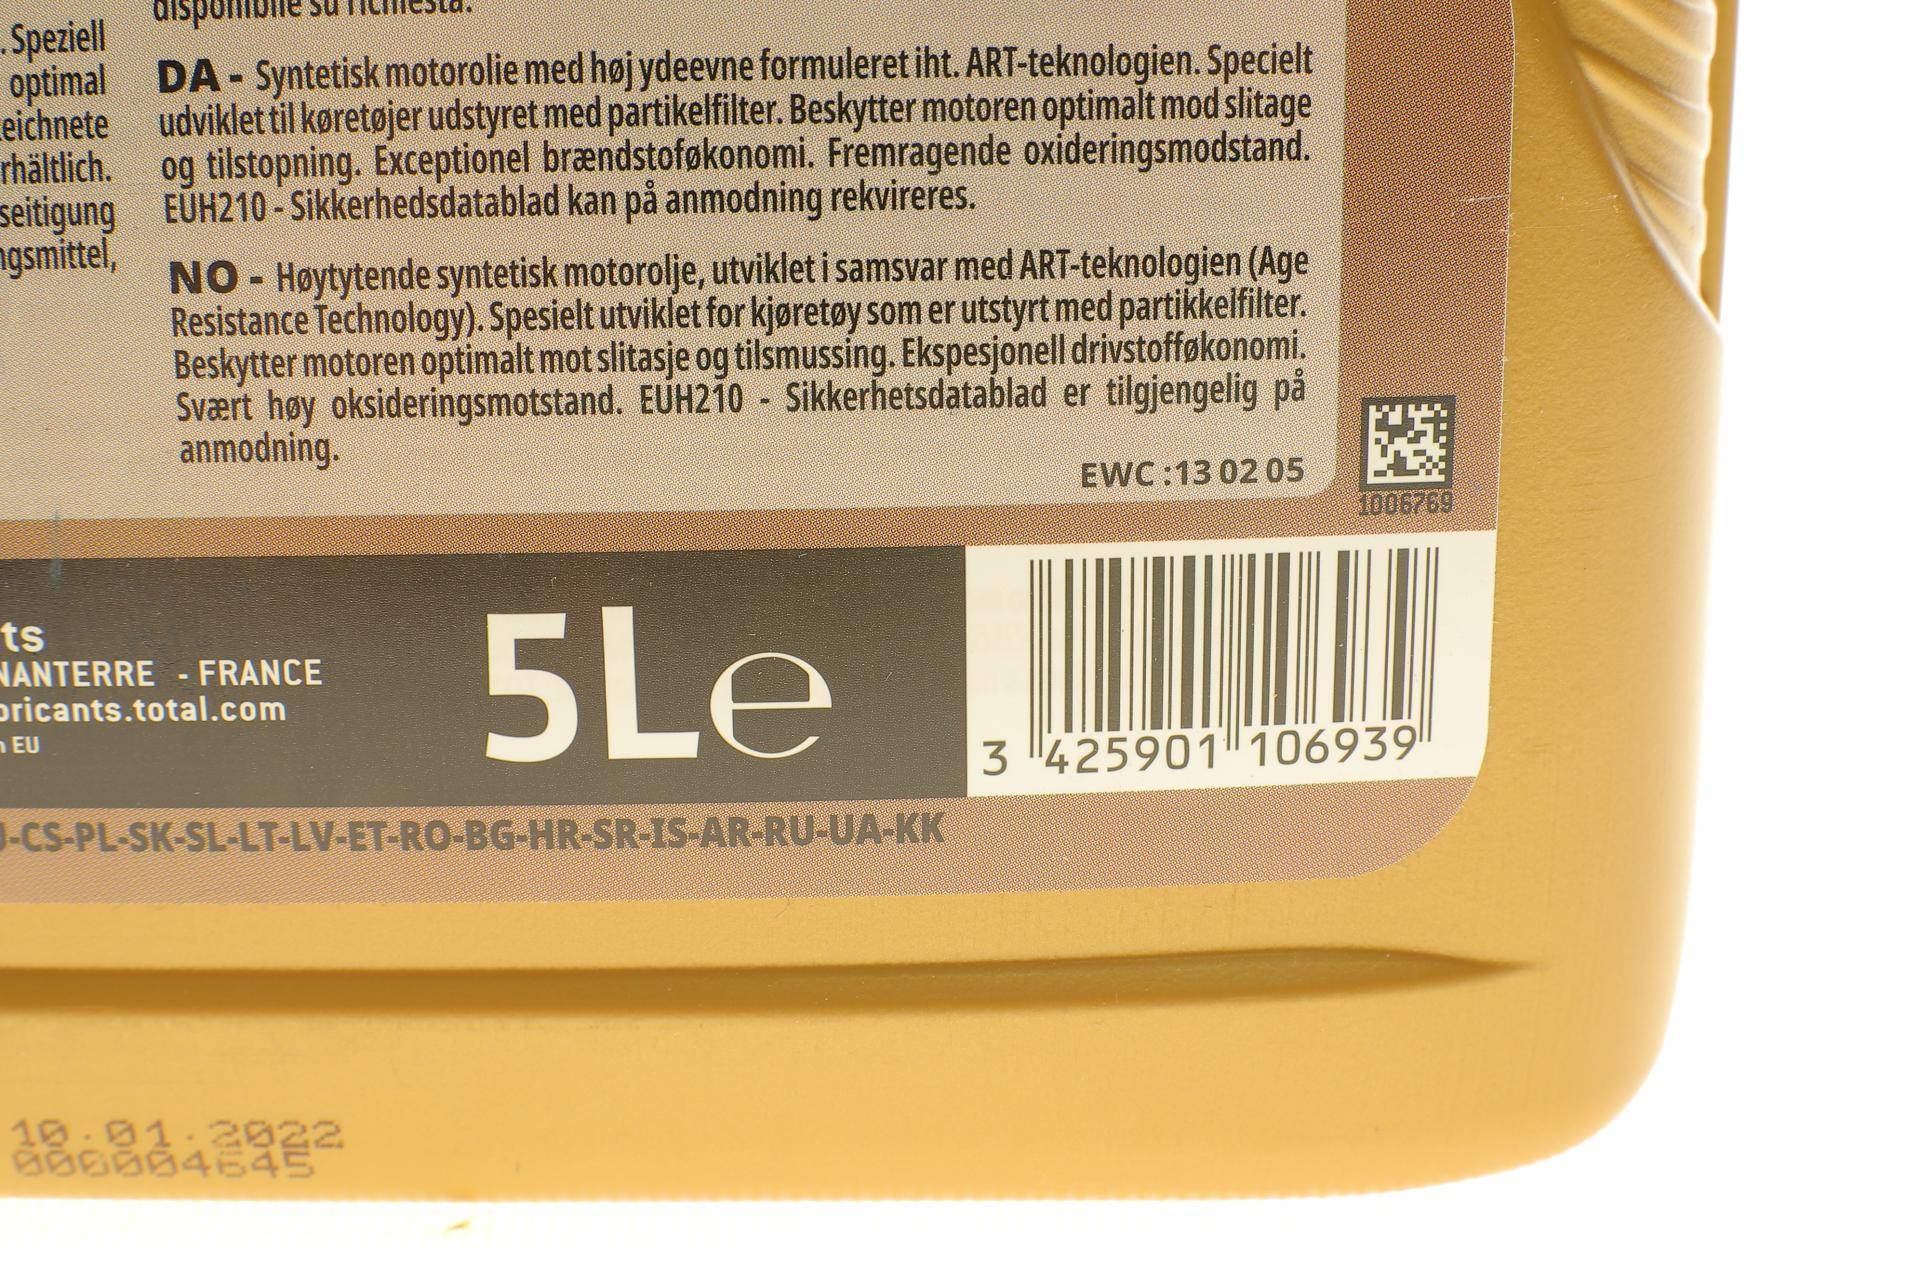 . Speziell
optimal
eichnete
rhältlich.
seitigung
ngsmittel,
disponibile su richiesta.
DA - Syntetisk motorolie med høj ydeevne formuleret iht. ART-teknologien. Specielt
udviklet til køretøjer udstyret med partikelfilter. Beskytter motoren optimalt mod slitage
og tilstopning. Exceptionel brændstoføkonomi. Fremragende oxideringsmodstand.
EUH210 - Sikkerhedsdatablad kan på anmodning rekvireres.
NO - Høytytende syntetisk motorolje, utviklet i samsvar med ART-teknologien (Age
Resistance Technology). Spesielt utviklet for kjøretøy som er utstyrt med partikkelfilter.
Beskytter motoren optimalt mot slitasje og tilsmussing. Ekspesjonell drivstofføkonomi.
Svært høy oksideringsmotstand. EUH210 - Sikkerhetsdatablad er tilgjengelig på
anmodning.
EWC :13 02 05
1006769
ts
NANTERRE - FRANCE
bricants.total.com
n EU
5L e
3 425901 106939
J-CS-PL-SK-SL-LT-LV-ET-RO-BG-HR-SR-IS-AR-RU-UA-KK
10.01.2022
000004645